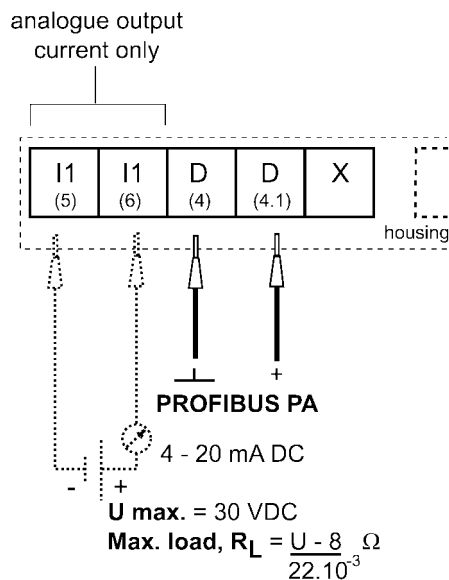 analogue output
current only
I1 I1 D D X
(5) (6) (4) (4.1)
housing
+
PROFIBUS PA
4 - 20 mA DC
- +
U max. = 30 VDC
Max. load, RL = U - 8 Ω
22.10-3